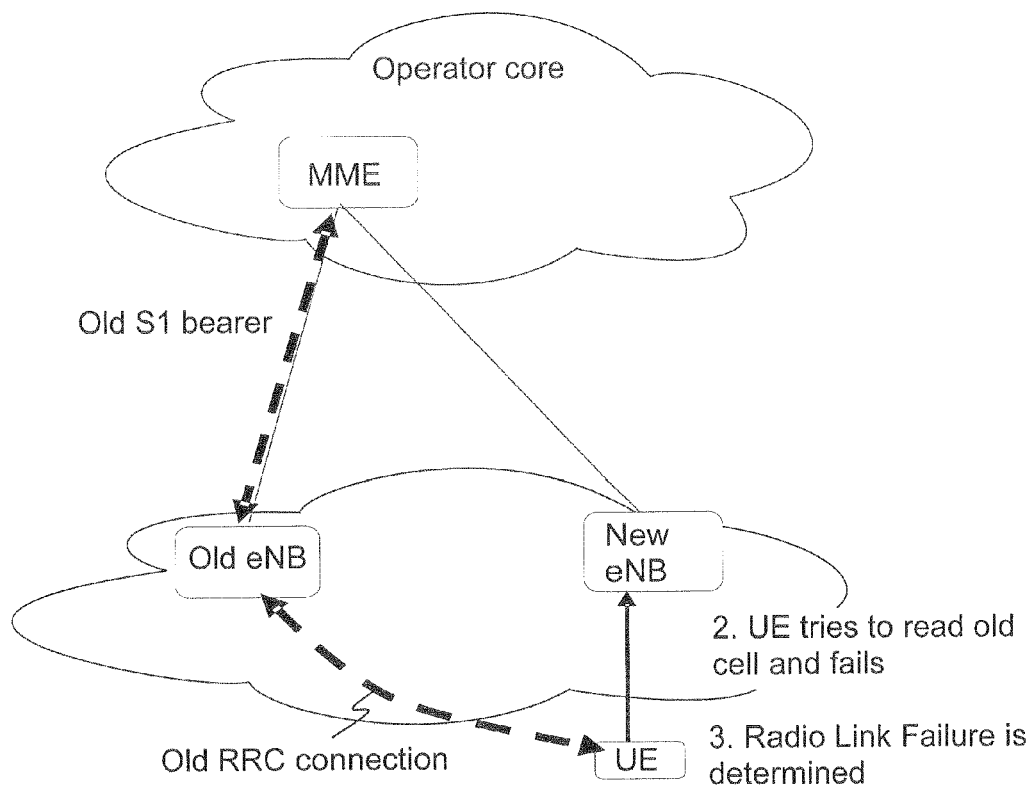 Operator core
MME
Old S1 bearer
Old eNB
New
eNB
2. UE tries to read old
cell and fails
Old RRC connection
UE
3. Radio Link Failure is
determined